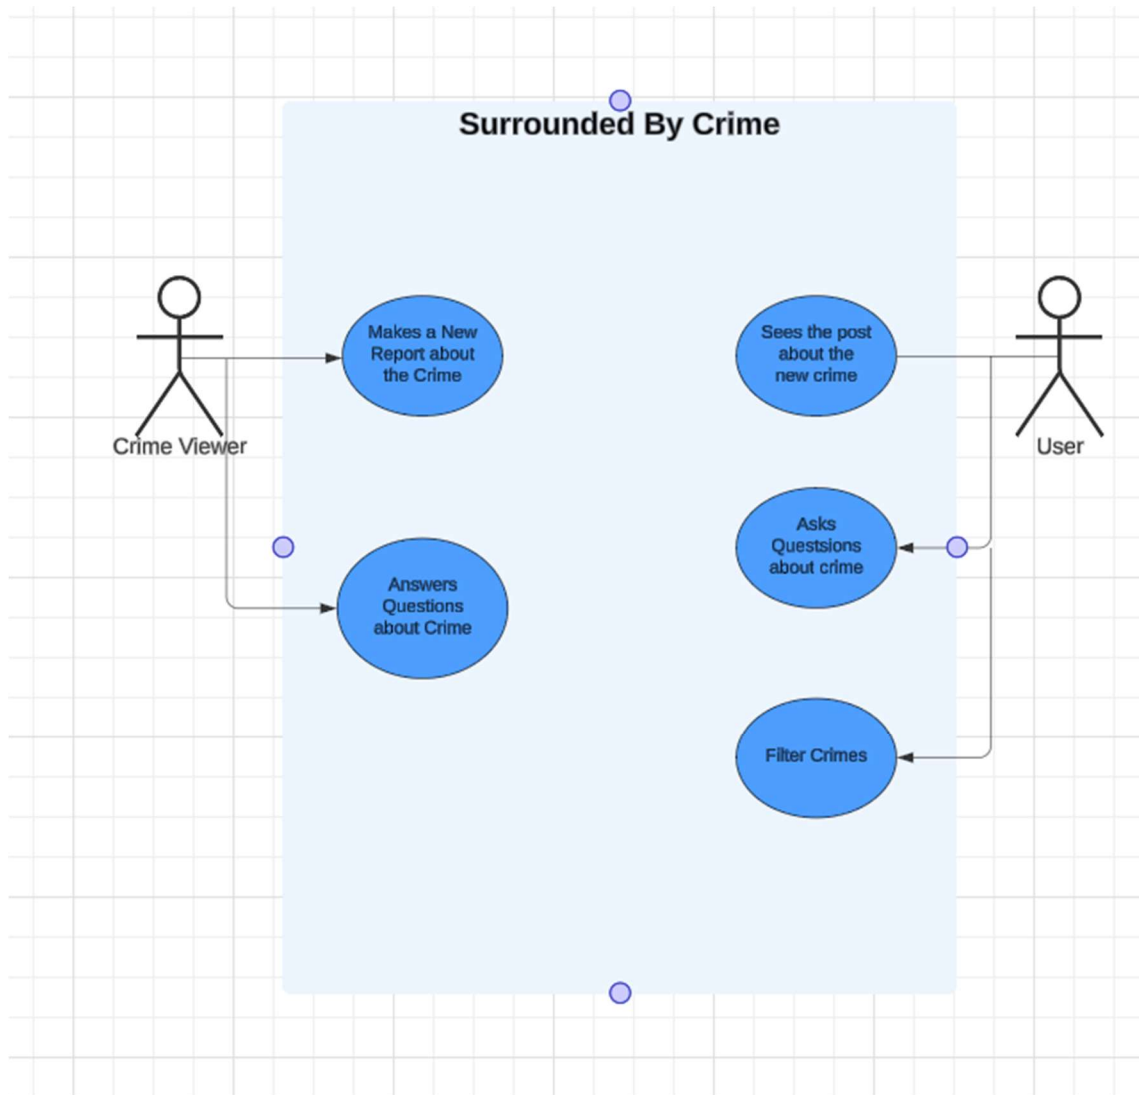 Surrounded By Crime
Makes a New
Report about
the Crime
Sees the post
about the
new crime
Crime Viewer
User
Asks
Questsions
about crime
Answers
Questions
about Crime
Filter Crimes